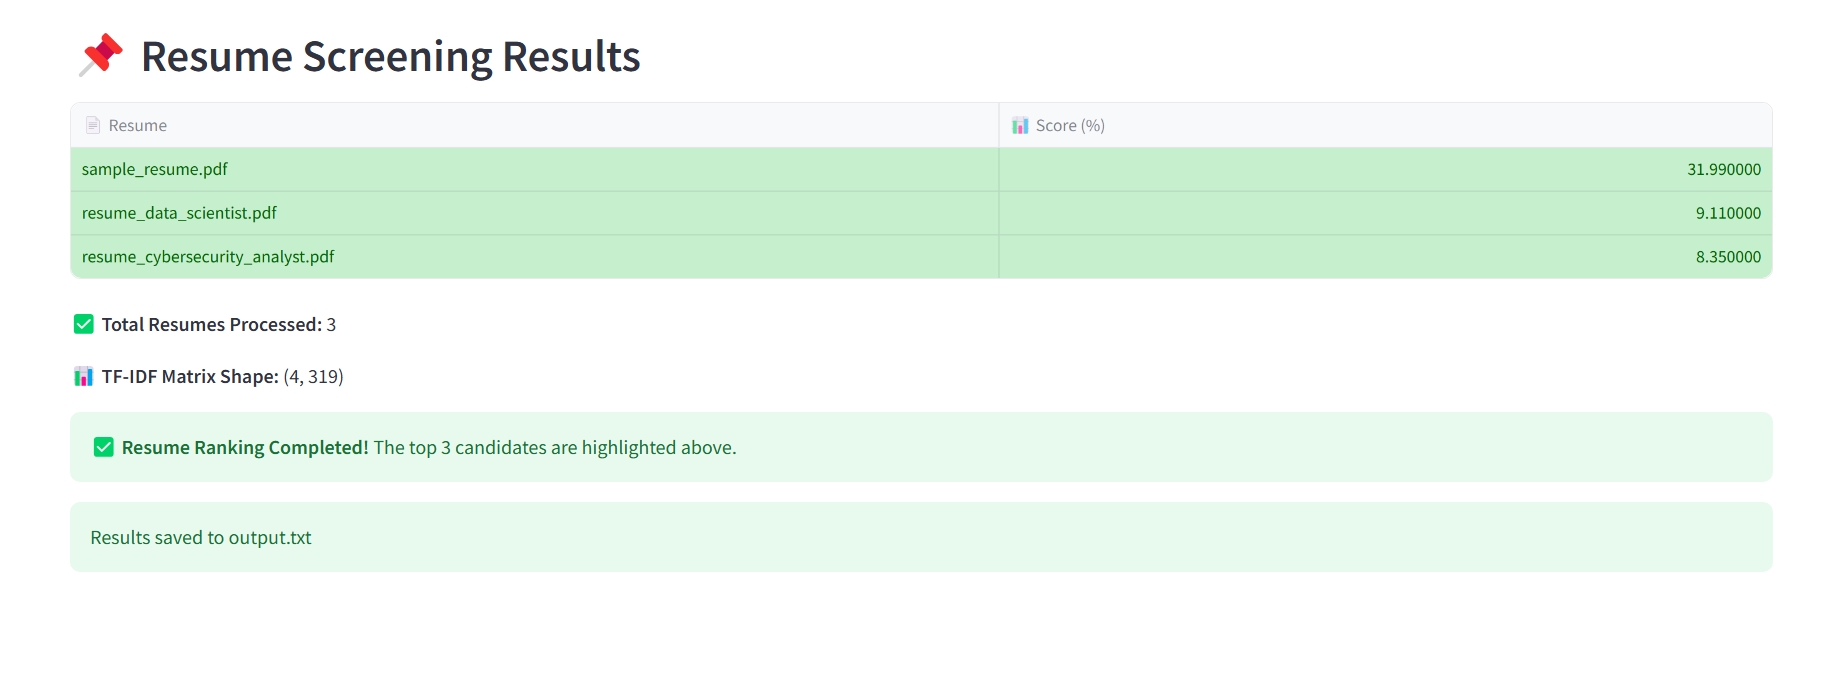 Resume Screening Results
Resume Score (%)
sample_resume.pdf 31.990000
resume_data_scientist.pdf 9.110000
resume_cybersecurity_analyst.pdf 8.350000
Total Resumes Processed: 3
TF-IDF Matrix Shape: (4, 319)
Resume Ranking Completed! The top 3 candidates are highlighted above.
Results saved to output.txt